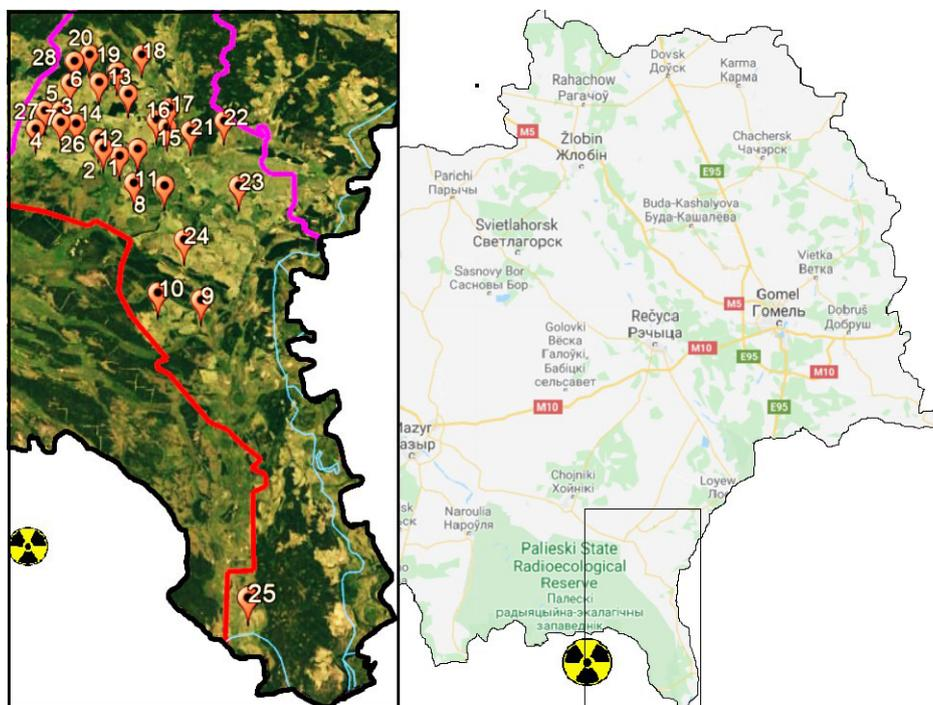 20
19
18
28
6
13
5
3
27
7
14
16
17
4
26
12
15
21
22
2
1
11
8
23
24
10
9
25
Dovsk
Доўск
Karma
Карма
Rahachow
Рагачоў
M5
Žlobin
Жлобін
Chachersk
Чачэрск
Parichi
Парычы
E95
Buda-Kashalyova
Буда-Кашалёва
Svietlahorsk
Светлагорск
Vietka
Ветка
Sasnovy Bor
Сасновы Бор
M5
Gomel
Гомель
Rečyca
Рэчыца
Dobruš
Добруш
Golovki
Вёска
Галоўкі,
Бабіцкі
сельсавет
M10
E95
M10
M10
E95
Mazyr
азыр
Chojniki
Хойнікі
Loyew
Лоє
sk
ьск
Naroulia
Нароўля
Palieski State
Radioecological
Reserve
Палескі
радыяцыйна-экалагічны
запаведнік